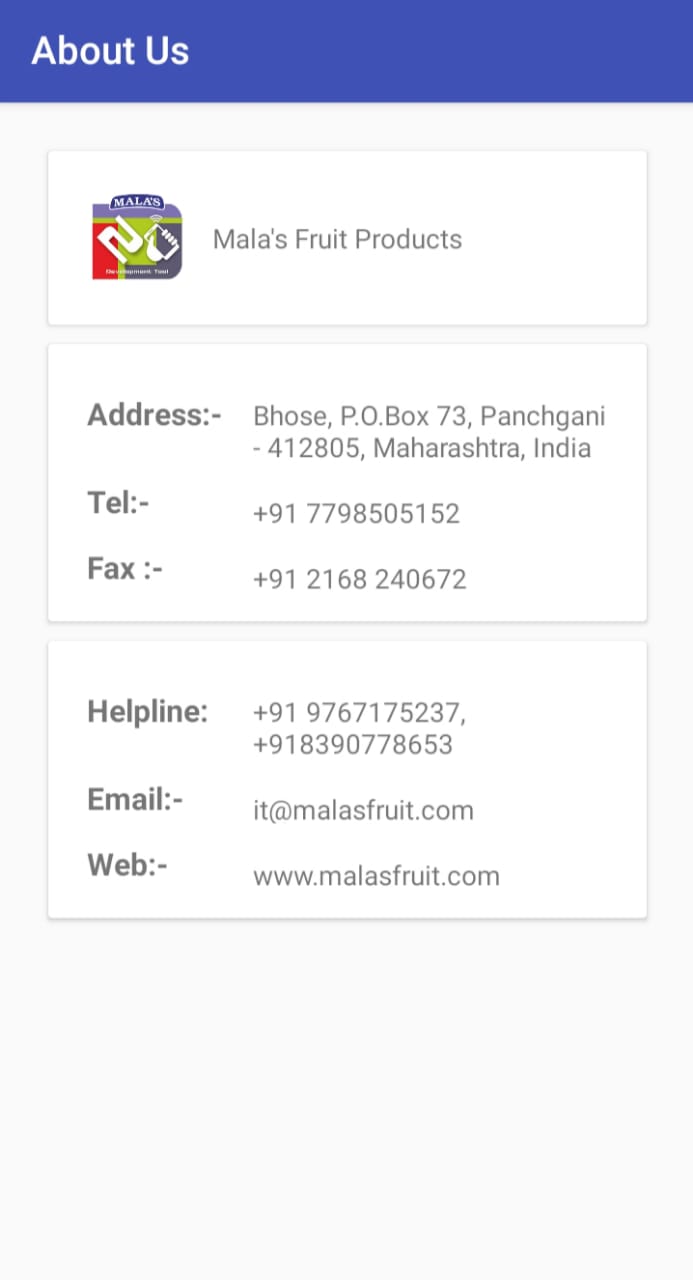 About Us
MALA'S
Development Tool
Mala's Fruit Products
Address:- Bhose, P.O.Box 73, Panchgani
- 412805, Maharashtra, India
Tel:- +91 7798505152
Fax :- +91 2168 240672
Helpline: +91 9767175237,
+918390778653
Email:- it@malasfruit.com
Web:- www.malasfruit.com